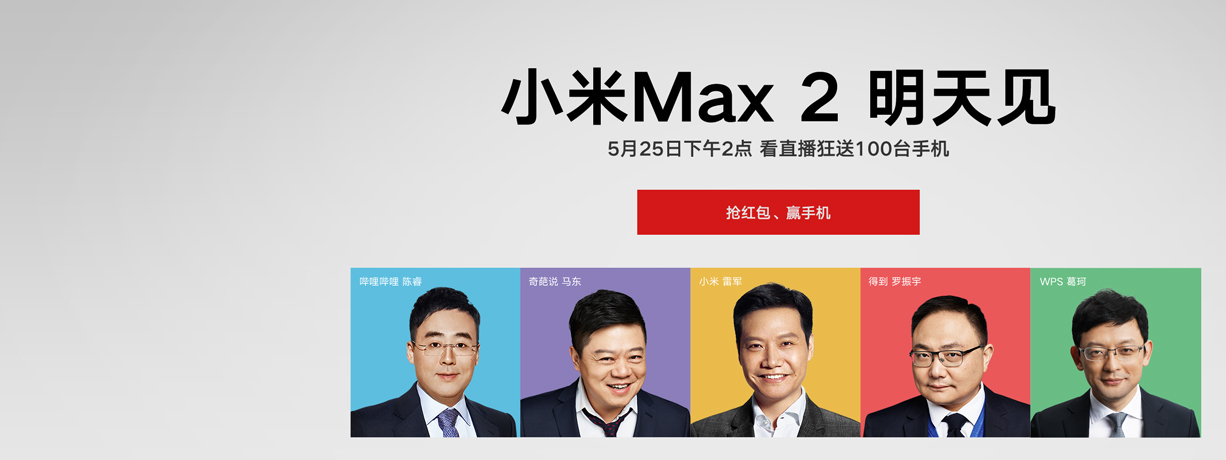 小米Max 2 明天见
5月25日下午2点 看直播狂送100台手机
抢红包、赢手机
哔哩哔哩 陈睿
奇葩说 马东
小米 雷军
得到 罗振宇
WPS 葛珂